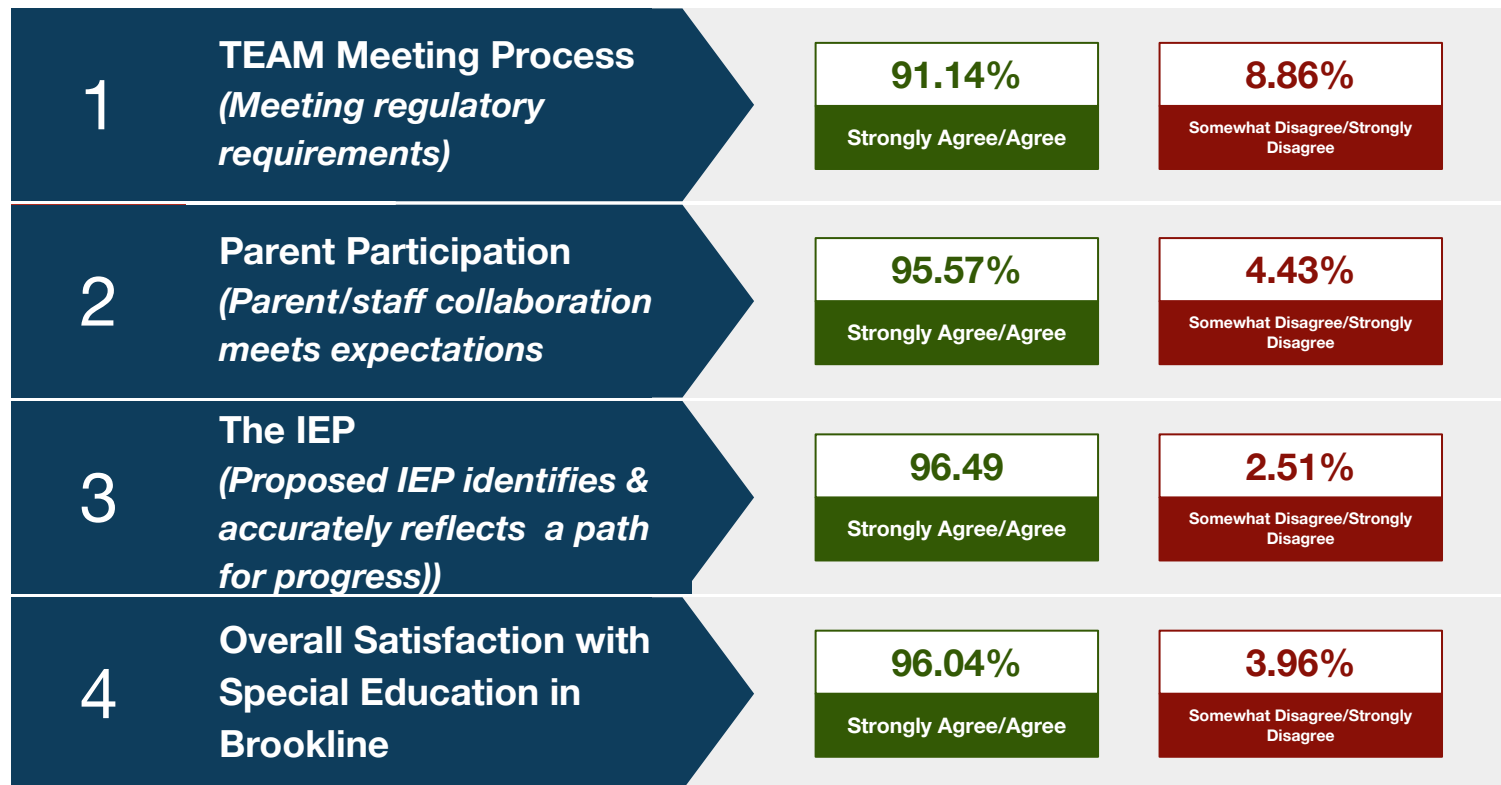 1
TEAM Meeting Process
(Meeting regulatory
requirements)
91.14%
Strongly Agree/Agree
8.86%
Somewhat Disagree/Strongly
Disagree
2
Parent Participation
(Parent/staff collaboration
meets expectations
95.57%
Strongly Agree/Agree
4.43%
Somewhat Disagree/Strongly
Disagree
3
The IEP
(Proposed IEP identifies &
accurately reflects  a path
for progress))
96.49
Strongly Agree/Agree
2.51%
Somewhat Disagree/Strongly
Disagree
4
Overall Satisfaction with
Special Education in
Brookline
96.04%
Strongly Agree/Agree
3.96%
Somewhat Disagree/Strongly
Disagree